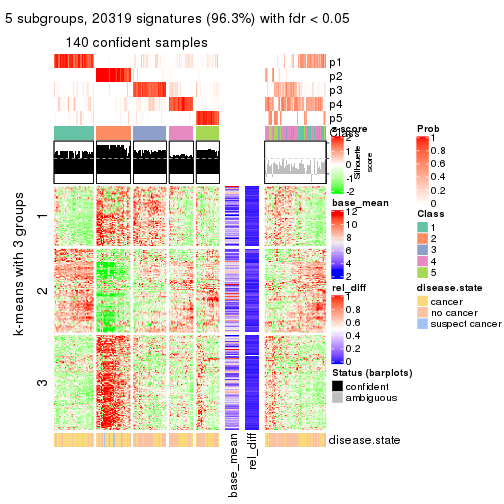 5 subgroups, 20319 signatures (96.3%) with fdr < 0.05
140 confident samples
p1
p2
p3
p4
p5
Class
z-score
2
1
0
-1
-2
Silhouette
score
base_mean
12
10
8
6
4
2
rel_diff
1
0.8
0.6
0.4
0.2
0
Status (barplots)
confident
ambiguous
Prob
1
0.8
0.6
0.4
0.2
0
Class
1
2
3
4
5
disease.state
cancer
no cancer
suspect cancer
k-means with 3 groups
1
2
3
disease.state
base_mean
rel_diff